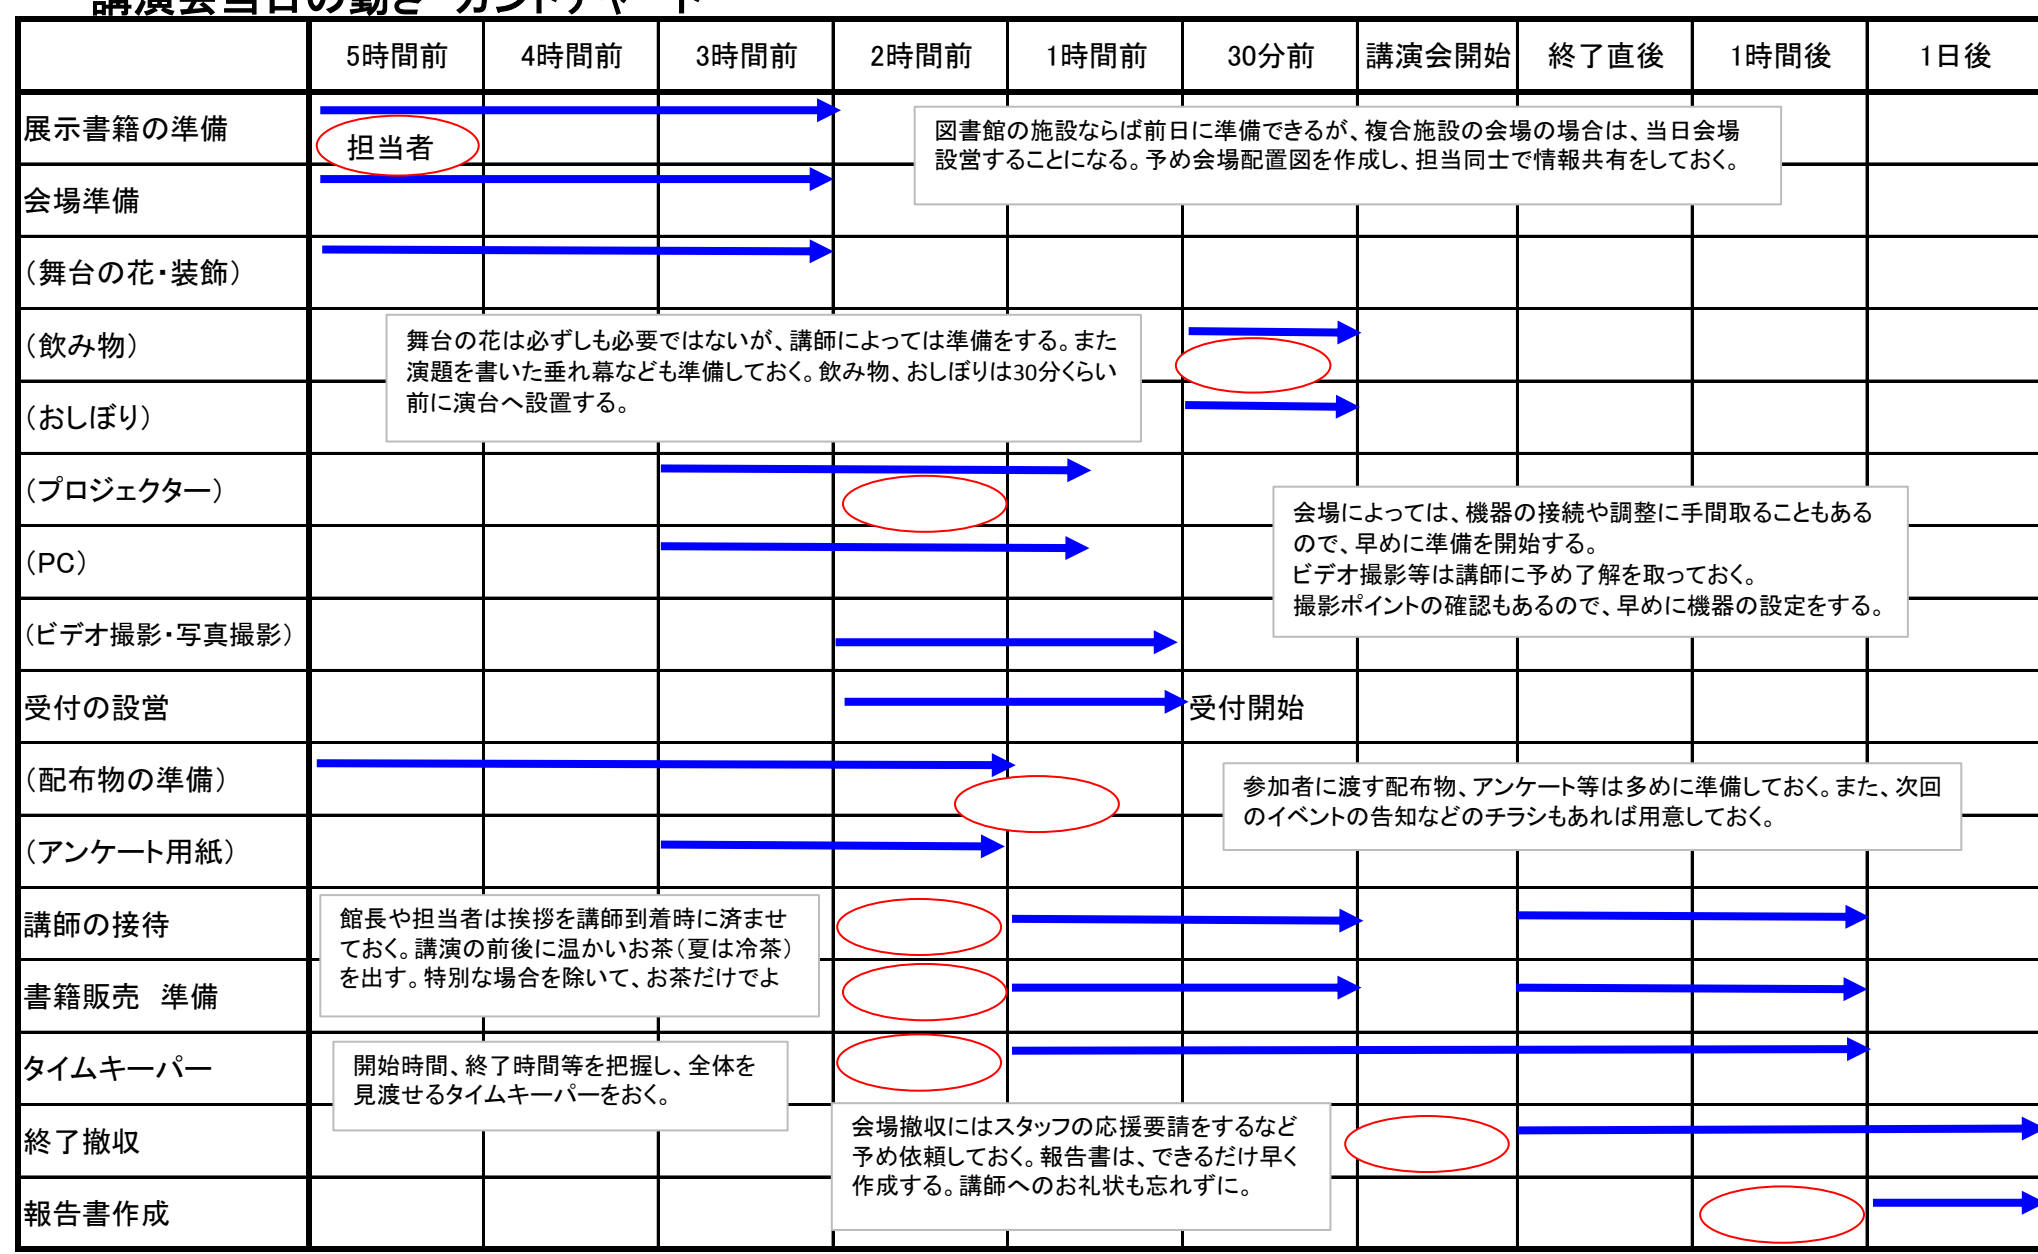 講演会当日の動き ガントチャート
5時間前 4時間前 3時間前 2時間前 1時間前 30分前 講演会開始 終了直後 1時間後 1日後
展示書籍の準備
担当者
図書館の施設ならば前日に準備できるが、複合施設の会場の場合は、当日会場
設営することになる。予め会場配置図を作成し、担当同士で情報共有をしておく。
会場準備
（舞台の花・装飾）
（飲み物）
舞台の花は必ずしも必要ではないが、講師によっては準備をする。また
演題を書いた垂れ幕なども準備しておく。飲み物、おしぼりは30分くらい
前に演台へ設置する。
（おしぼり）
（プロジェクター）
会場によっては、機器の接続や調整に手間取ることもある
ので、早めに準備を開始する。
ビデオ撮影等は講師に予め了解を取っておく。
撮影ポイントの確認もあるので、早めに機器の設定をする。
（PC）
（ビデオ撮影・写真撮影）
受付の設営
受付開始
（配布物の準備）
参加者に渡す配布物、アンケート等は多めに準備しておく。また、次回
のイベントの告知などのチラシもあれば用意しておく。
（アンケート用紙）
講師の接待
館長や担当者は挨拶を講師到着時に済ませ
ておく。講演の前後に温かいお茶（夏は冷茶）
を出す。特別な場合を除いて、お茶だけでよ
書籍販売　準備
タイムキーパー
開始時間、終了時間等を把握し、全体を
見渡せるタイムキーパーをおく。
終了撤収
会場撤収にはスタッフの応援要請をするなど
予め依頼しておく。報告書は、できるだけ早く
作成する。講師へのお礼状も忘れずに。
報告書作成